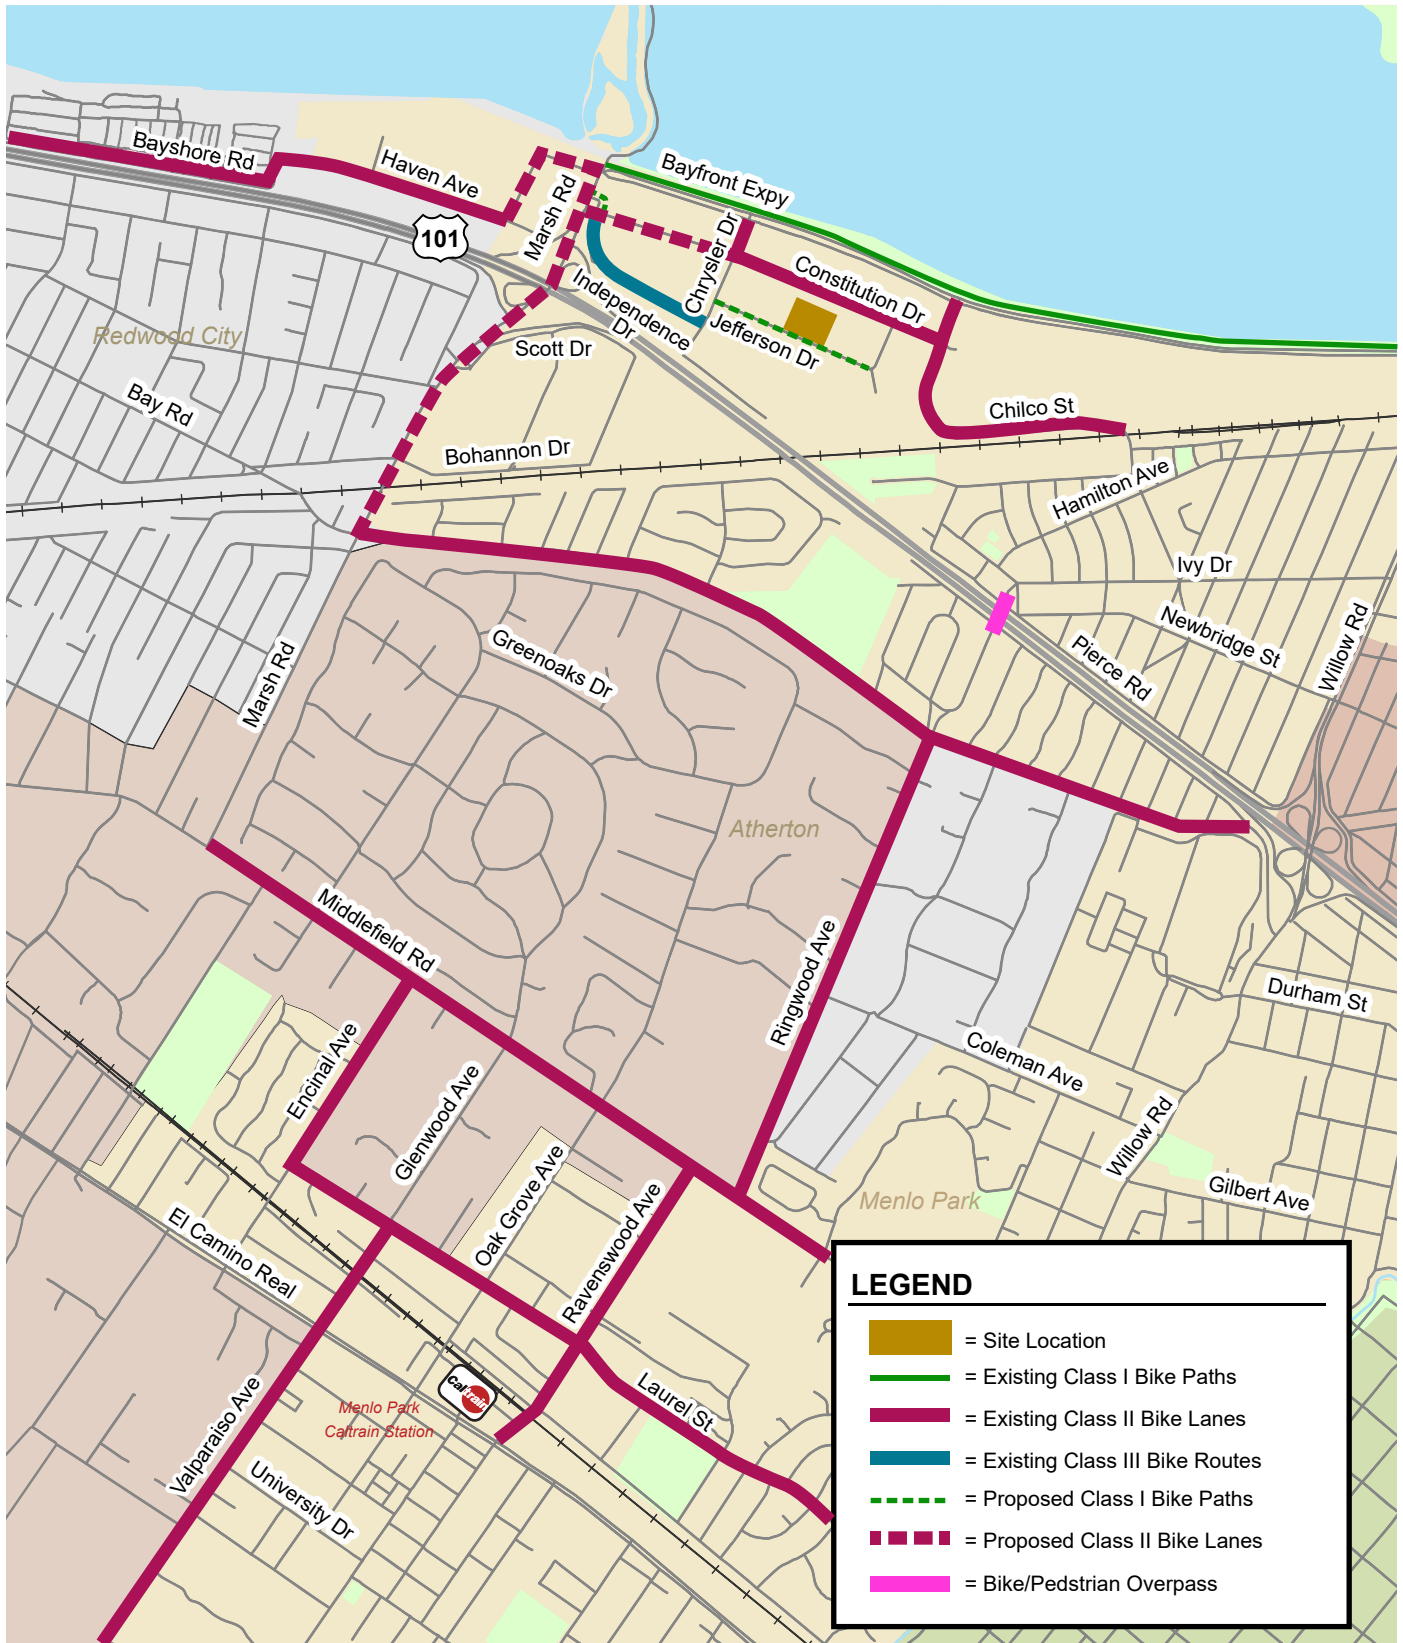 Bayshore Rd
Haven Ave
Marsh Rd
Bayfront Expy
101
Chrysler Dr
Constitution Dr
Independence
Dr
Jefferson Dr
Redwood City
Scott Dr
Bay Rd
Bohannon Dr
Chilco St
Hamilton Ave
Ivy Dr
Newbridge St
Willow Rd
Pierce Rd
Marsh Rd
Greenoaks Dr
Atherton
Middlefield Rd
Ringwood Ave
Durham St
Encinal Ave
Glenwood Ave
Coleman Ave
Willow Rd
Oak Grove Ave
Ravenswood Ave
Menlo Park
Gilbert Ave
El Camino Real
Valparaiso Ave
Caltrain
Menlo Park
Caltrain Station
Laurel St
University Dr
LEGEND
= Site Location
= Existing Class I Bike Paths
= Existing Class II Bike Lanes
= Existing Class III Bike Routes
= Proposed Class I Bike Paths
= Proposed Class II Bike Lanes
= Bike/Pedstrian Overpass